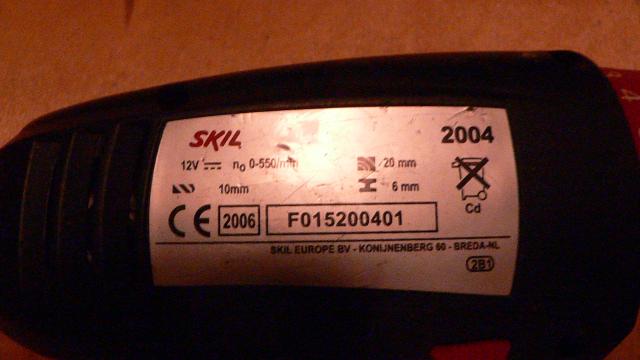 SKIL 2004
12V n0 0-550/min 20 mm
10mm 6 mm
CE 2006 F015200401 Cd
SKIL EUROPE BV - KONIJNENBERG 60 - BREDA-NL
2B1